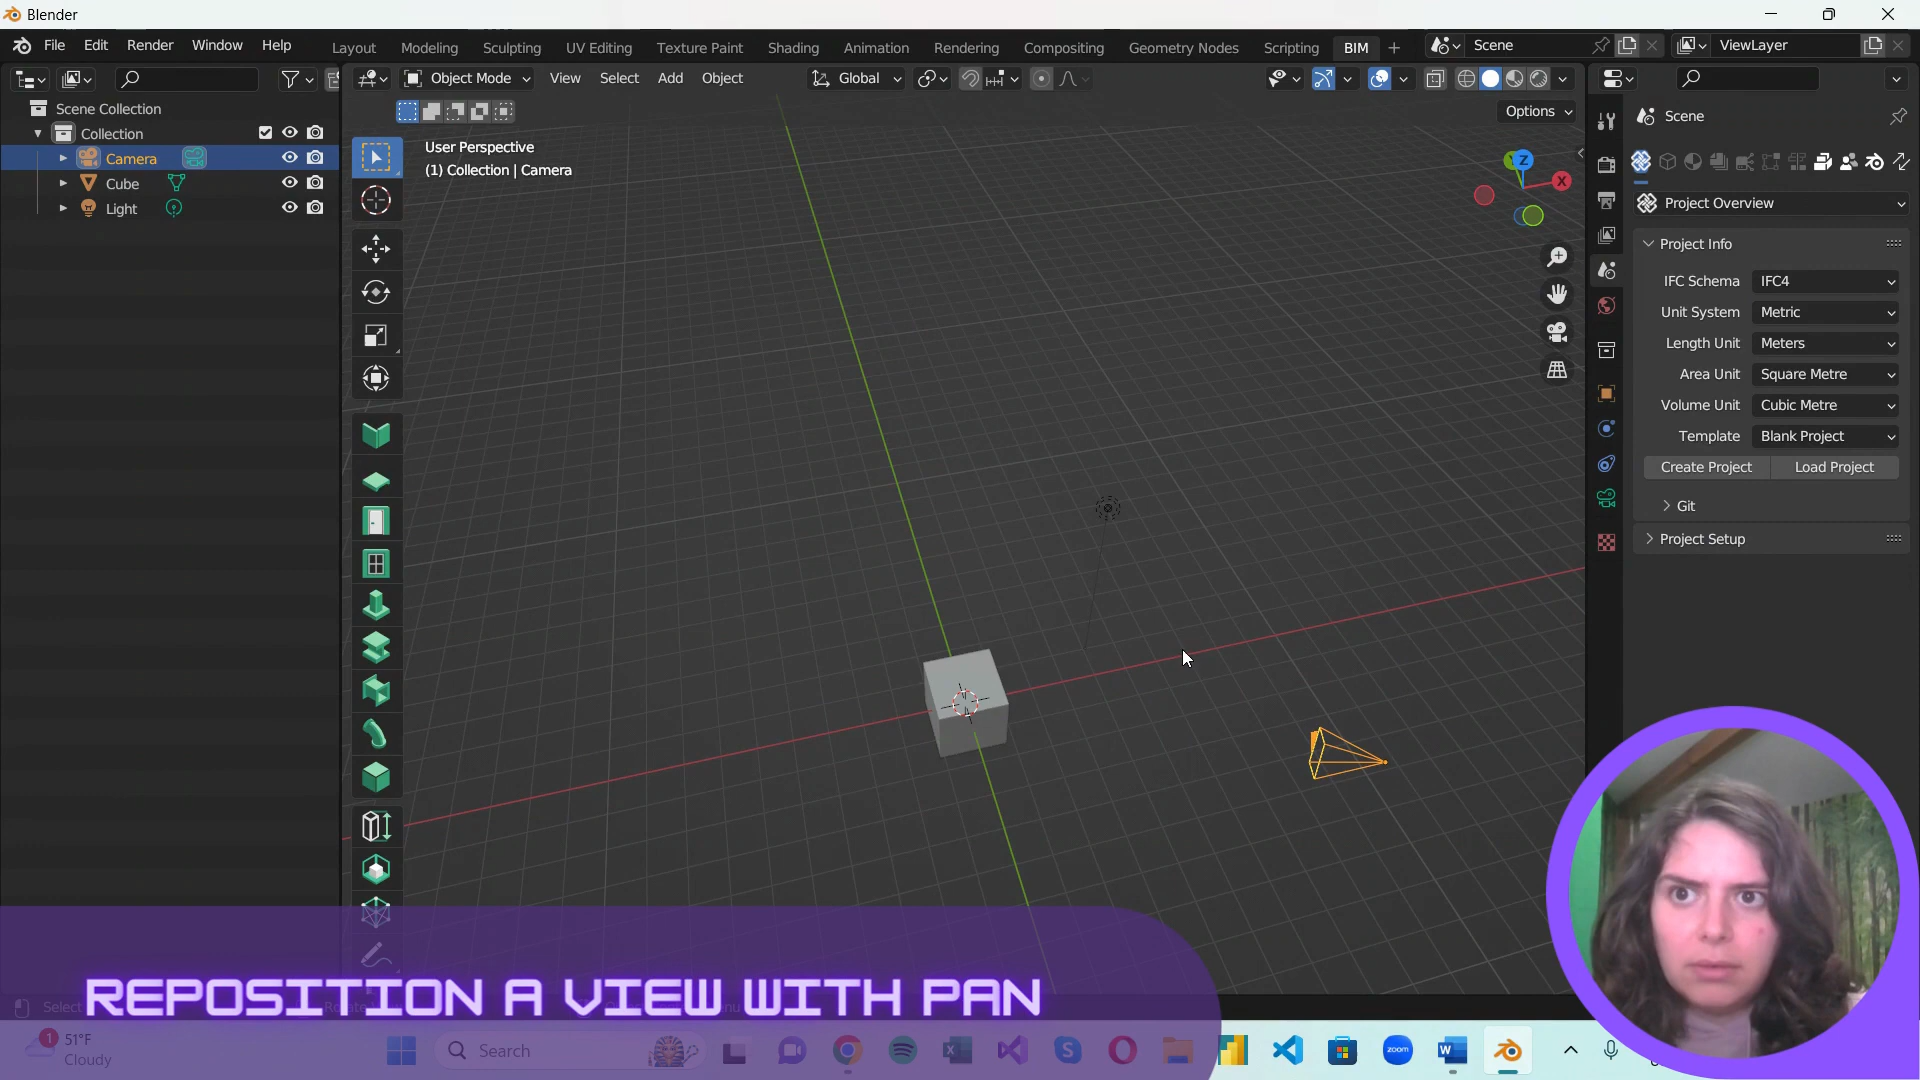 Blender
File Edit Render Window Help
Layout Modeling Sculpting UV Editing Texture Paint Shading Animation Rendering Compositing Geometry Nodes Scripting BIM +
Scene
ViewLayer
Object Mode View Select Add Object
Global
Options
Scene Collection
Collection
Camera
Cube
Light
User Perspective
(1) Collection | Camera
Z
X
Scene
Project Overview
Project Info
IFC Schema IFC4
Unit System Metric
Length Unit Meters
Area Unit Square Metre
Volume Unit Cubic Metre
Template Blank Project
Create Project Load Project
Git
Project Setup
REPOSITION A VIEW WITH PAN
Select
1
51°F
Cloudy
Search
zoom